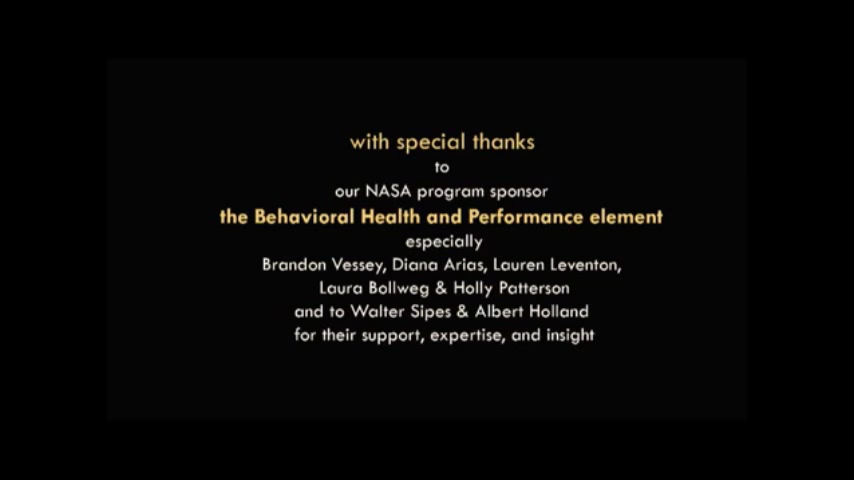 with special thanks
to
our NASA program sponsor
the Behavioral Health and Performance element
especially
Brandon Vessey, Diana Arias, Lauren Leventon,
Laura Bollweg & Holly Patterson
and to Walter Sipes & Albert Holland
for their support, expertise, and insight